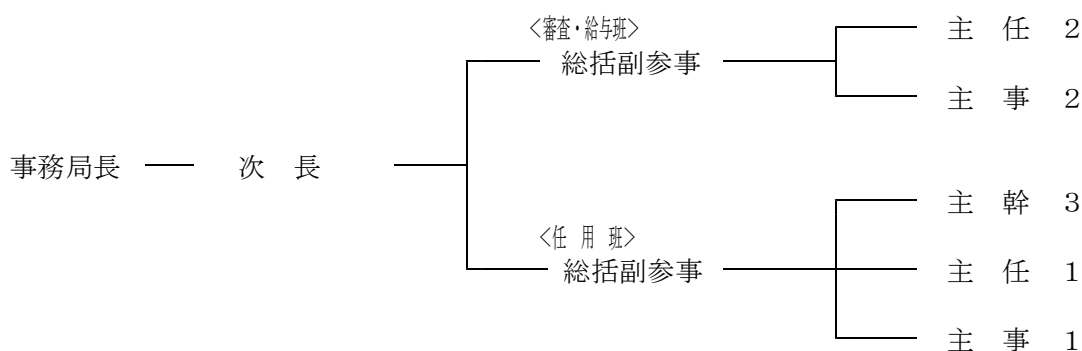 <審査・給与班>
総括副参事
主 任 2
主 事 2
事務局長
次 長
<任 用 班>
総括副参事
主 幹 3
主 任 1
主 事 1